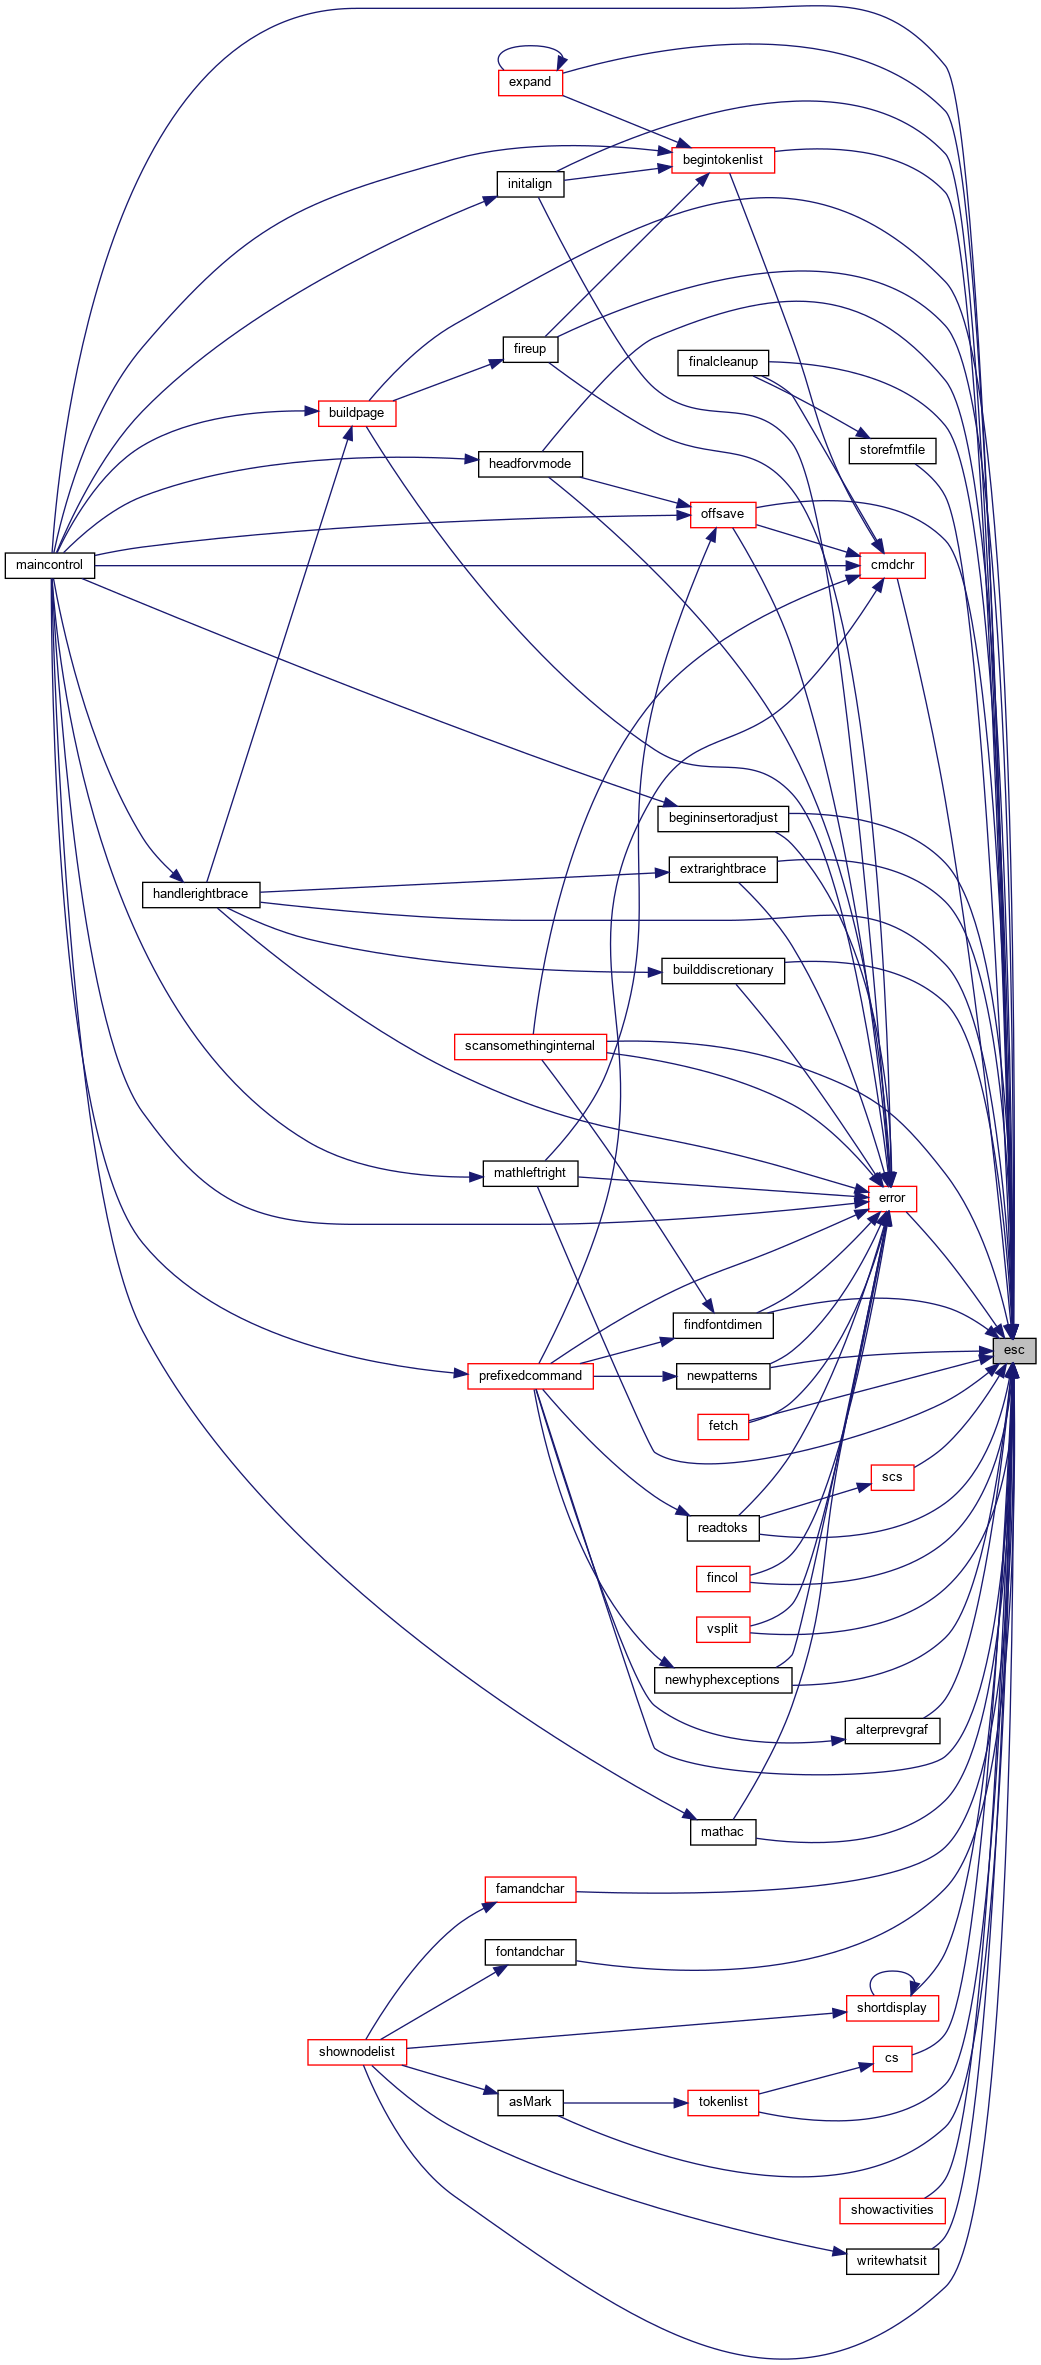 expand
begintokenlist
initalign
fireup
finalcleanup
buildpage
storefmtfile
headforvmode
offsave
maincontrol
cmdchr
begininsertoradjust
extrarightbrace
handlerightbrace
builddiscretionary
scansomethinginternal
mathleftright
error
findfontdimen
esc
prefixedcommand
newpatterns
fetch
scs
readtoks
fincol
vsplit
newhyphexceptions
alterprevgraf
mathac
famandchar
fontandchar
shortdisplay
shownodelist
cs
asMark
tokenlist
showactivities
writewhatsit